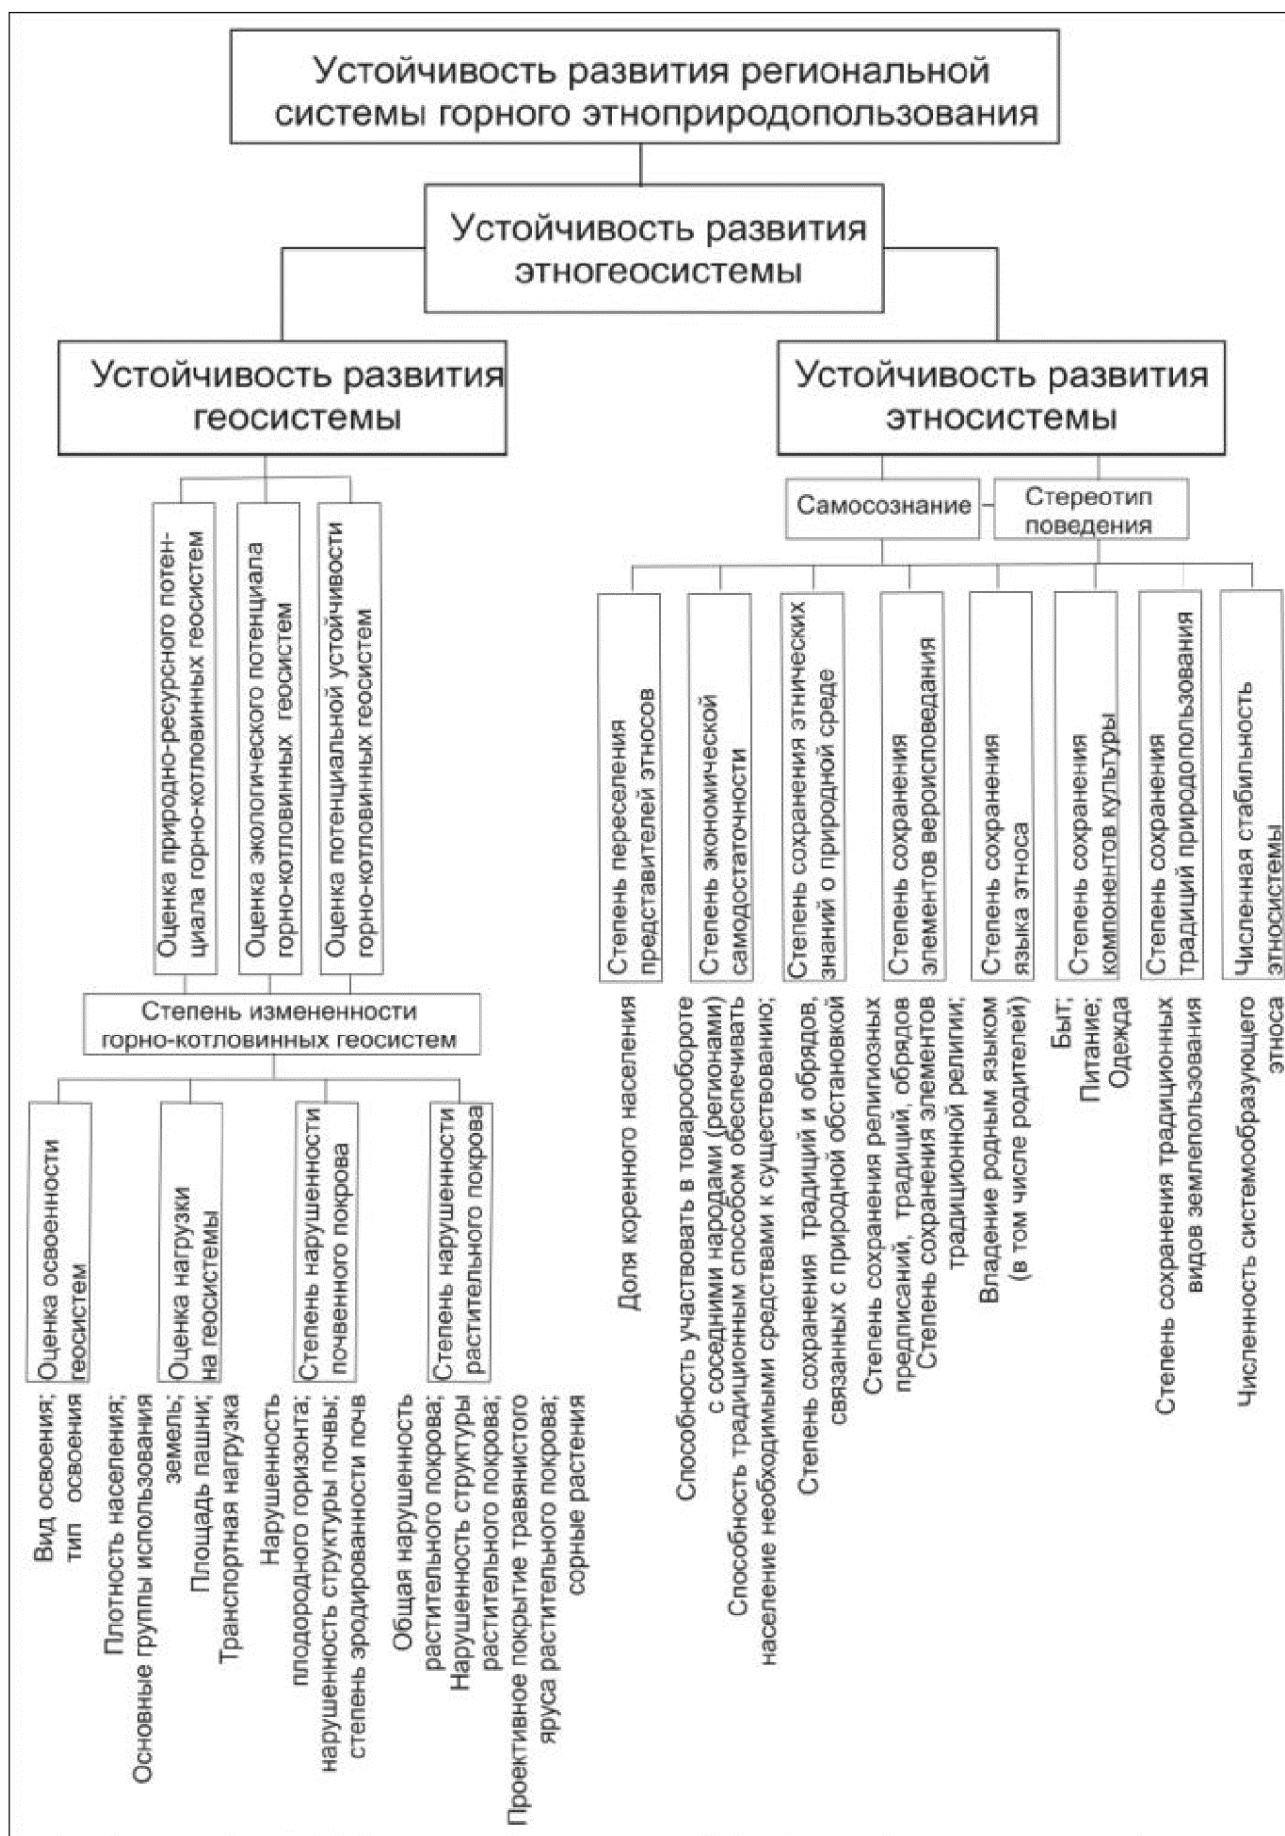 Устойчивость развития региональной
системы горного этноприродопользования
Устойчивость развития
этногеосистемы
Устойчивость развития
геосистемы
Устойчивость развития
этносистемы
Самосознание
Стереотип
поведения
Оценка природно-ресурсного потен-
циала горно-котловинных геосистем
Оценка экологического потенциала
горно-котловинных геосистем
Оценка потенциальной устойчивости
горно-котловинных геосистем
Степень измененности
горно-котловинных геосистем
Оценка освоенности
геосистем
Оценка нагрузки
на геосистемы
Степень нарушенности
почвенного покрова
Степень нарушенности
растительного покрова
Вид освоения;
тип освоения
Плотность населения;
Основные группы использования
земель;
Площадь пашни;
Транспортная нагрузка
Нарушенность
плодородного горизонта;
нарушенность структуры почвы;
степень эродированности почв
Общая нарушенность
растительного покрова;
Нарушенность структуры
растительного покрова;
Проективное покрытие травянистого
яруса растительного покрова;
сорные растения
Степень переселения
представителей этносов
Степень экономической
самодостаточности
Степень сохранения этнических
знаний о природной среде
Степень сохранения
элементов вероисповедания
Степень сохранения
языка этноса
Степень сохранения
компонентов культуры
Степень сохранения
традиций природопользования
Численная стабильность
этносистемы
Доля коренного населения
Способность участвовать в товарообороте
с соседними народами (регионами)
Способность традиционным способом обеспечивать
население необходимыми средствами к существованию;
Степень сохранения традиций и обрядов,
связанных с природной обстановкой
Степень сохранения религиозных
предписаний, традиций, обрядов
Степень сохранения элементов
традиционной религии;
Владение родным языком
(в том числе родителей)
Быт;
Питание;
Одежда
Степень сохранения традиционных
видов землепользования
Численность системообразующего
этноса